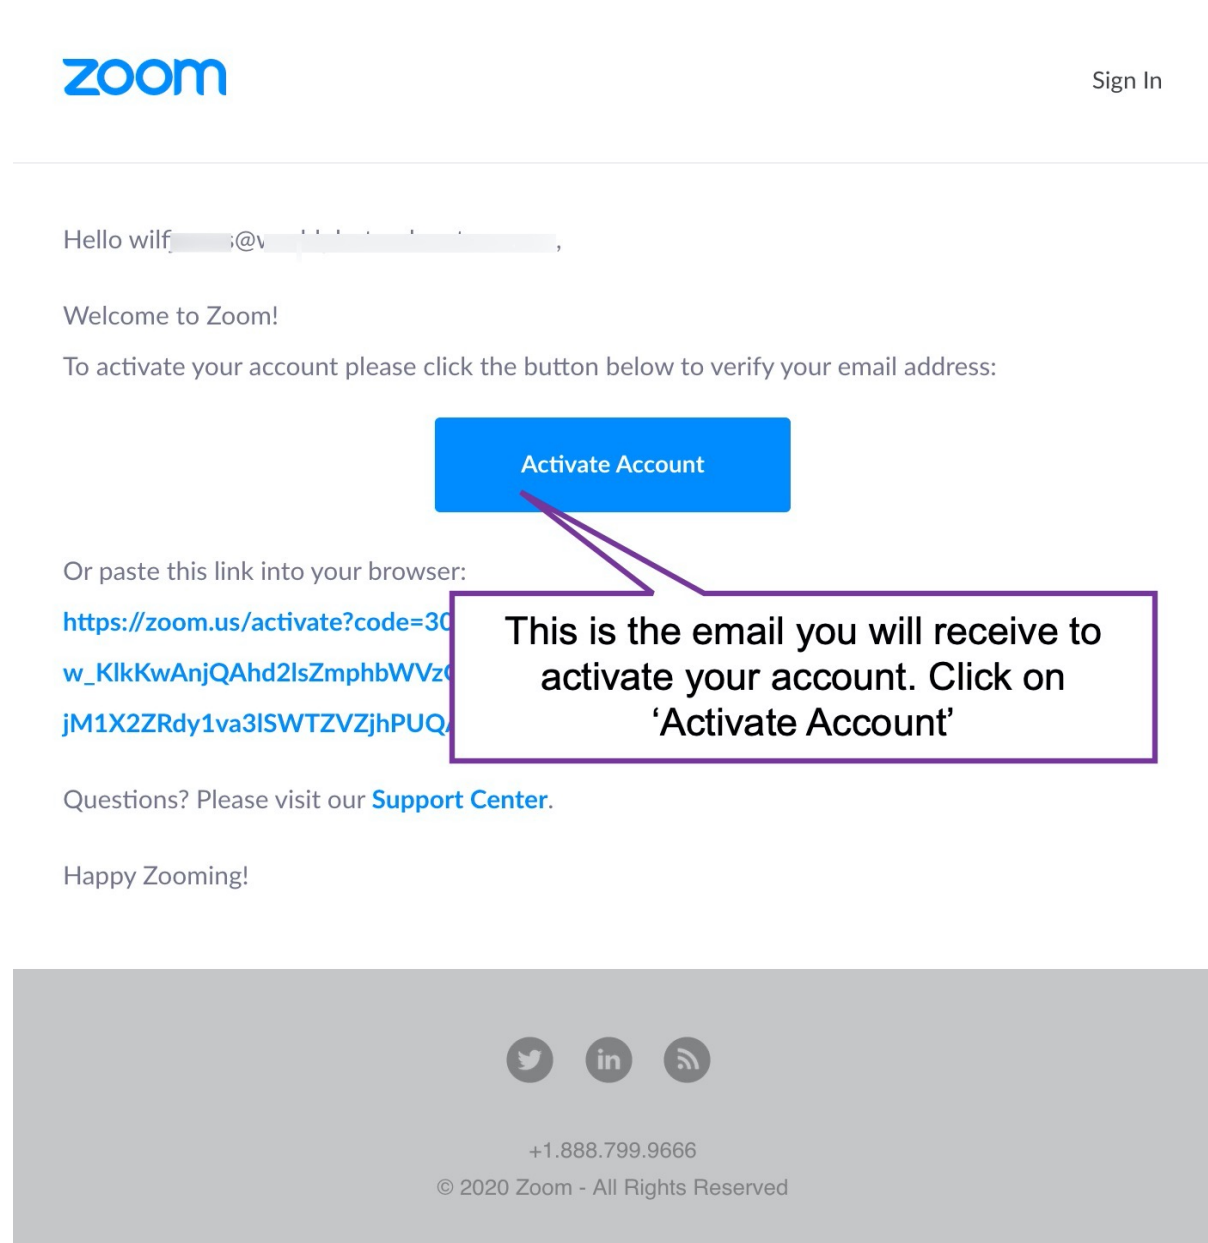 zoom
Sign In
Hello
Welcome to Zoom!
To activate your account please click the button below to verify your email address:
Activate Account
Or paste this link into your browser:
https://zoom.us/activate?code=30
w_KlkKwAnjQAhd2lsZmphbWVz
jM1X2ZRdy1va3lSWTZVZjhPUQ
This is the email you will receive to
activate your account. Click on
‘Activate Account’
Questions? Please visit our Support Center.
Happy Zooming!
in
+1.888.799.9666
© 2020 Zoom - All Rights Reserved